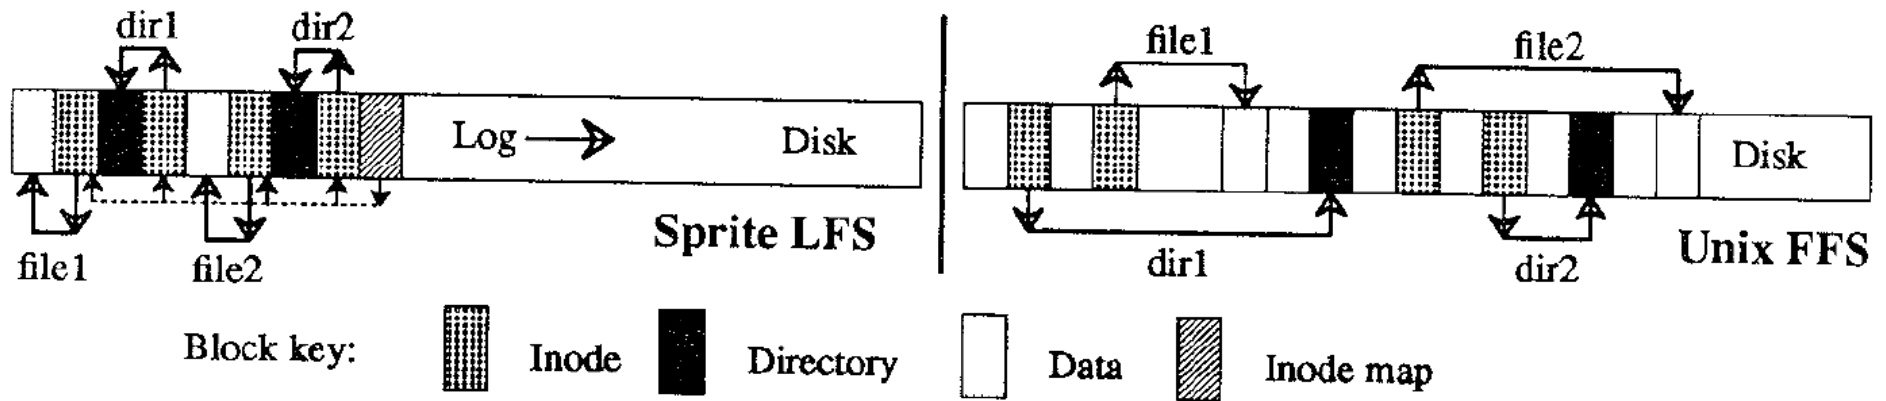 dir1 dir2
file1 file2
Log Disk
Disk
Sprite LFS
file1 file2
dir1 dir2
Unix FFS
Block key: Inode Directory Data Inode map